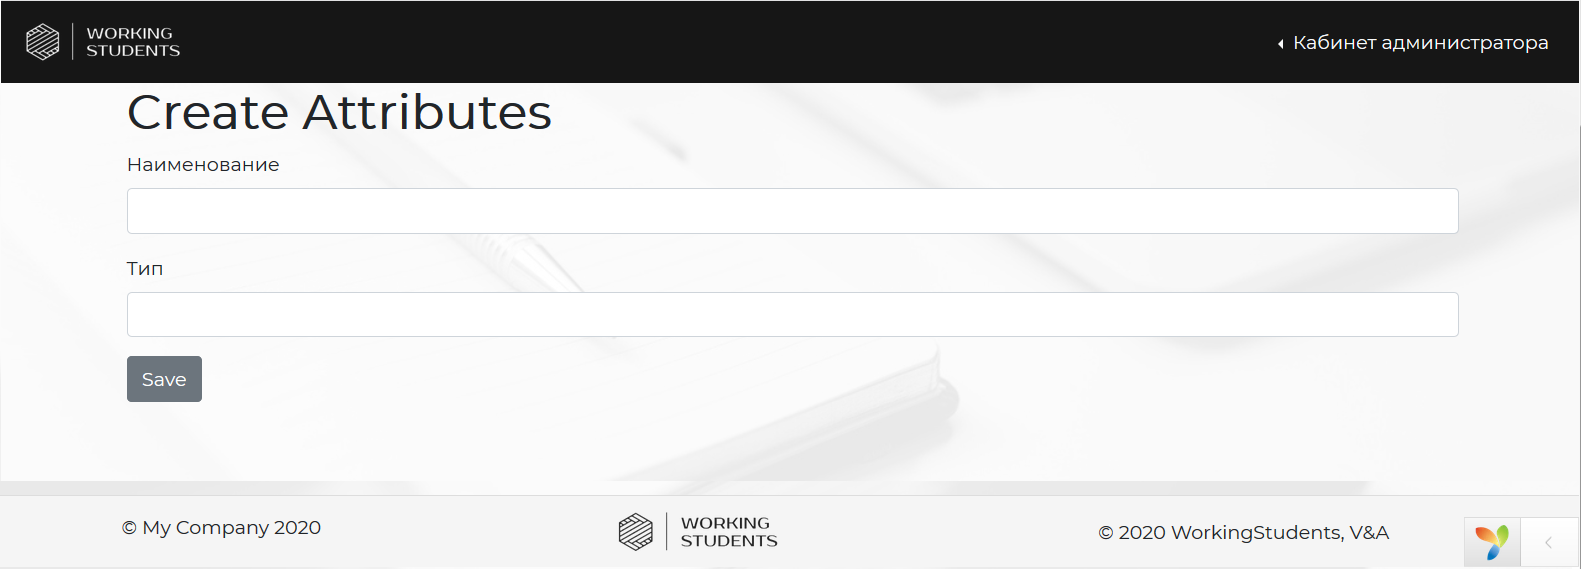 WORKING
STUDENTS
Кабинет администратора
Create Attributes
Наименование
Тип
Save
© My Company 2020
WORKING
STUDENTS
© 2020 WorkingStudents, V&A